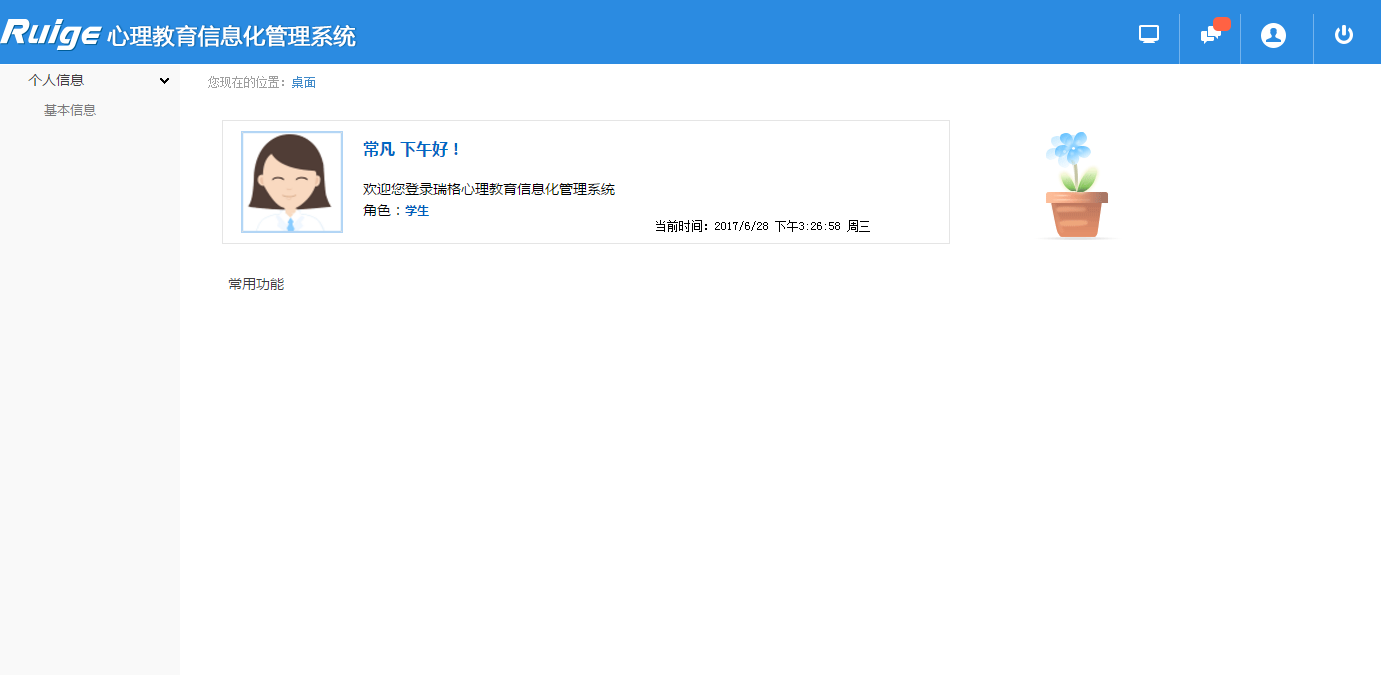 Ruige 心理教育信息化管理系统
个人信息
基本信息
您现在的位置：桌面
常凡 下午好！
欢迎您登录瑞格心理教育信息化管理系统
角色：学生
当前时间：2017/6/28 下午3:26:58 周三
常用功能